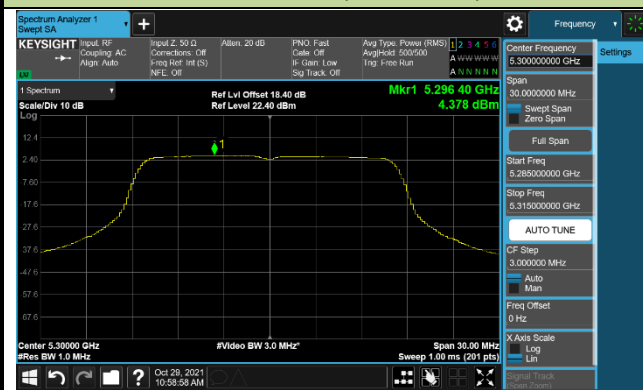 Spectrum Analyzer 1
Swept SA
+
Frequency
KEYSIGHT
Input: RF
Coupling: AC
Align: Auto
Input Z: 50 Ω
Corrections: Off
Freq Ref: Int (S)
NFE: Off
Atten: 20 dB
PNO: Fast
Gate: Off
IF Gain: Low
Sig Track: Off
Avg Type: Power (RMS)
Avg|Hold: 500/500
Trig: Free Run
1 2 3 4 5 6
A W W W W W
A N N N N N
LXI
1 Spectrum
Scale/Div 10 dB
Log
Ref Lvl Offset 18.40 dB
Ref Level 22.40 dBm
Mkr1 5.296 40 GHz
4.378 dBm
1
12.4
2.40
-7.60
-17.6
-27.6
-37.6
-47.6
-57.6
-67.6
Center 5.30000 GHz
#Res BW 1.0 MHz
#Video BW 3.0 MHz*
Span 30.00 MHz
Sweep 1.00 ms (201 pts)
?
Oct 29, 2021
10:58:58 AM
Center Frequency
5.300000000 GHz
Settings
Span
30.0000000 MHz
Swept Span
Zero Span
Full Span
Start Freq
5.285000000 GHz
Stop Freq
5.315000000 GHz
AUTO TUNE
CF Step
3.000000 MHz
Auto
Man
Freq Offset
0 Hz
X Axis Scale
Log
Lin
Signal Track
(Span Zoom)